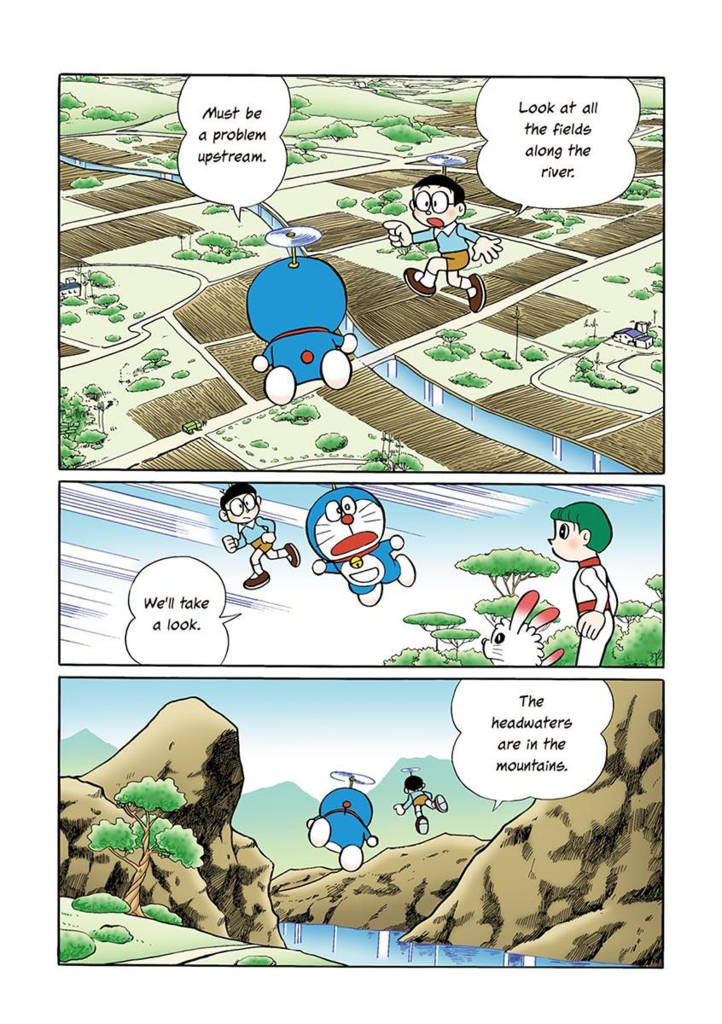 Look at all
the fields
along the
river.
Must be
a problem
upstream.
We'll take
a look.
The
headwaters
are in the
mountains.